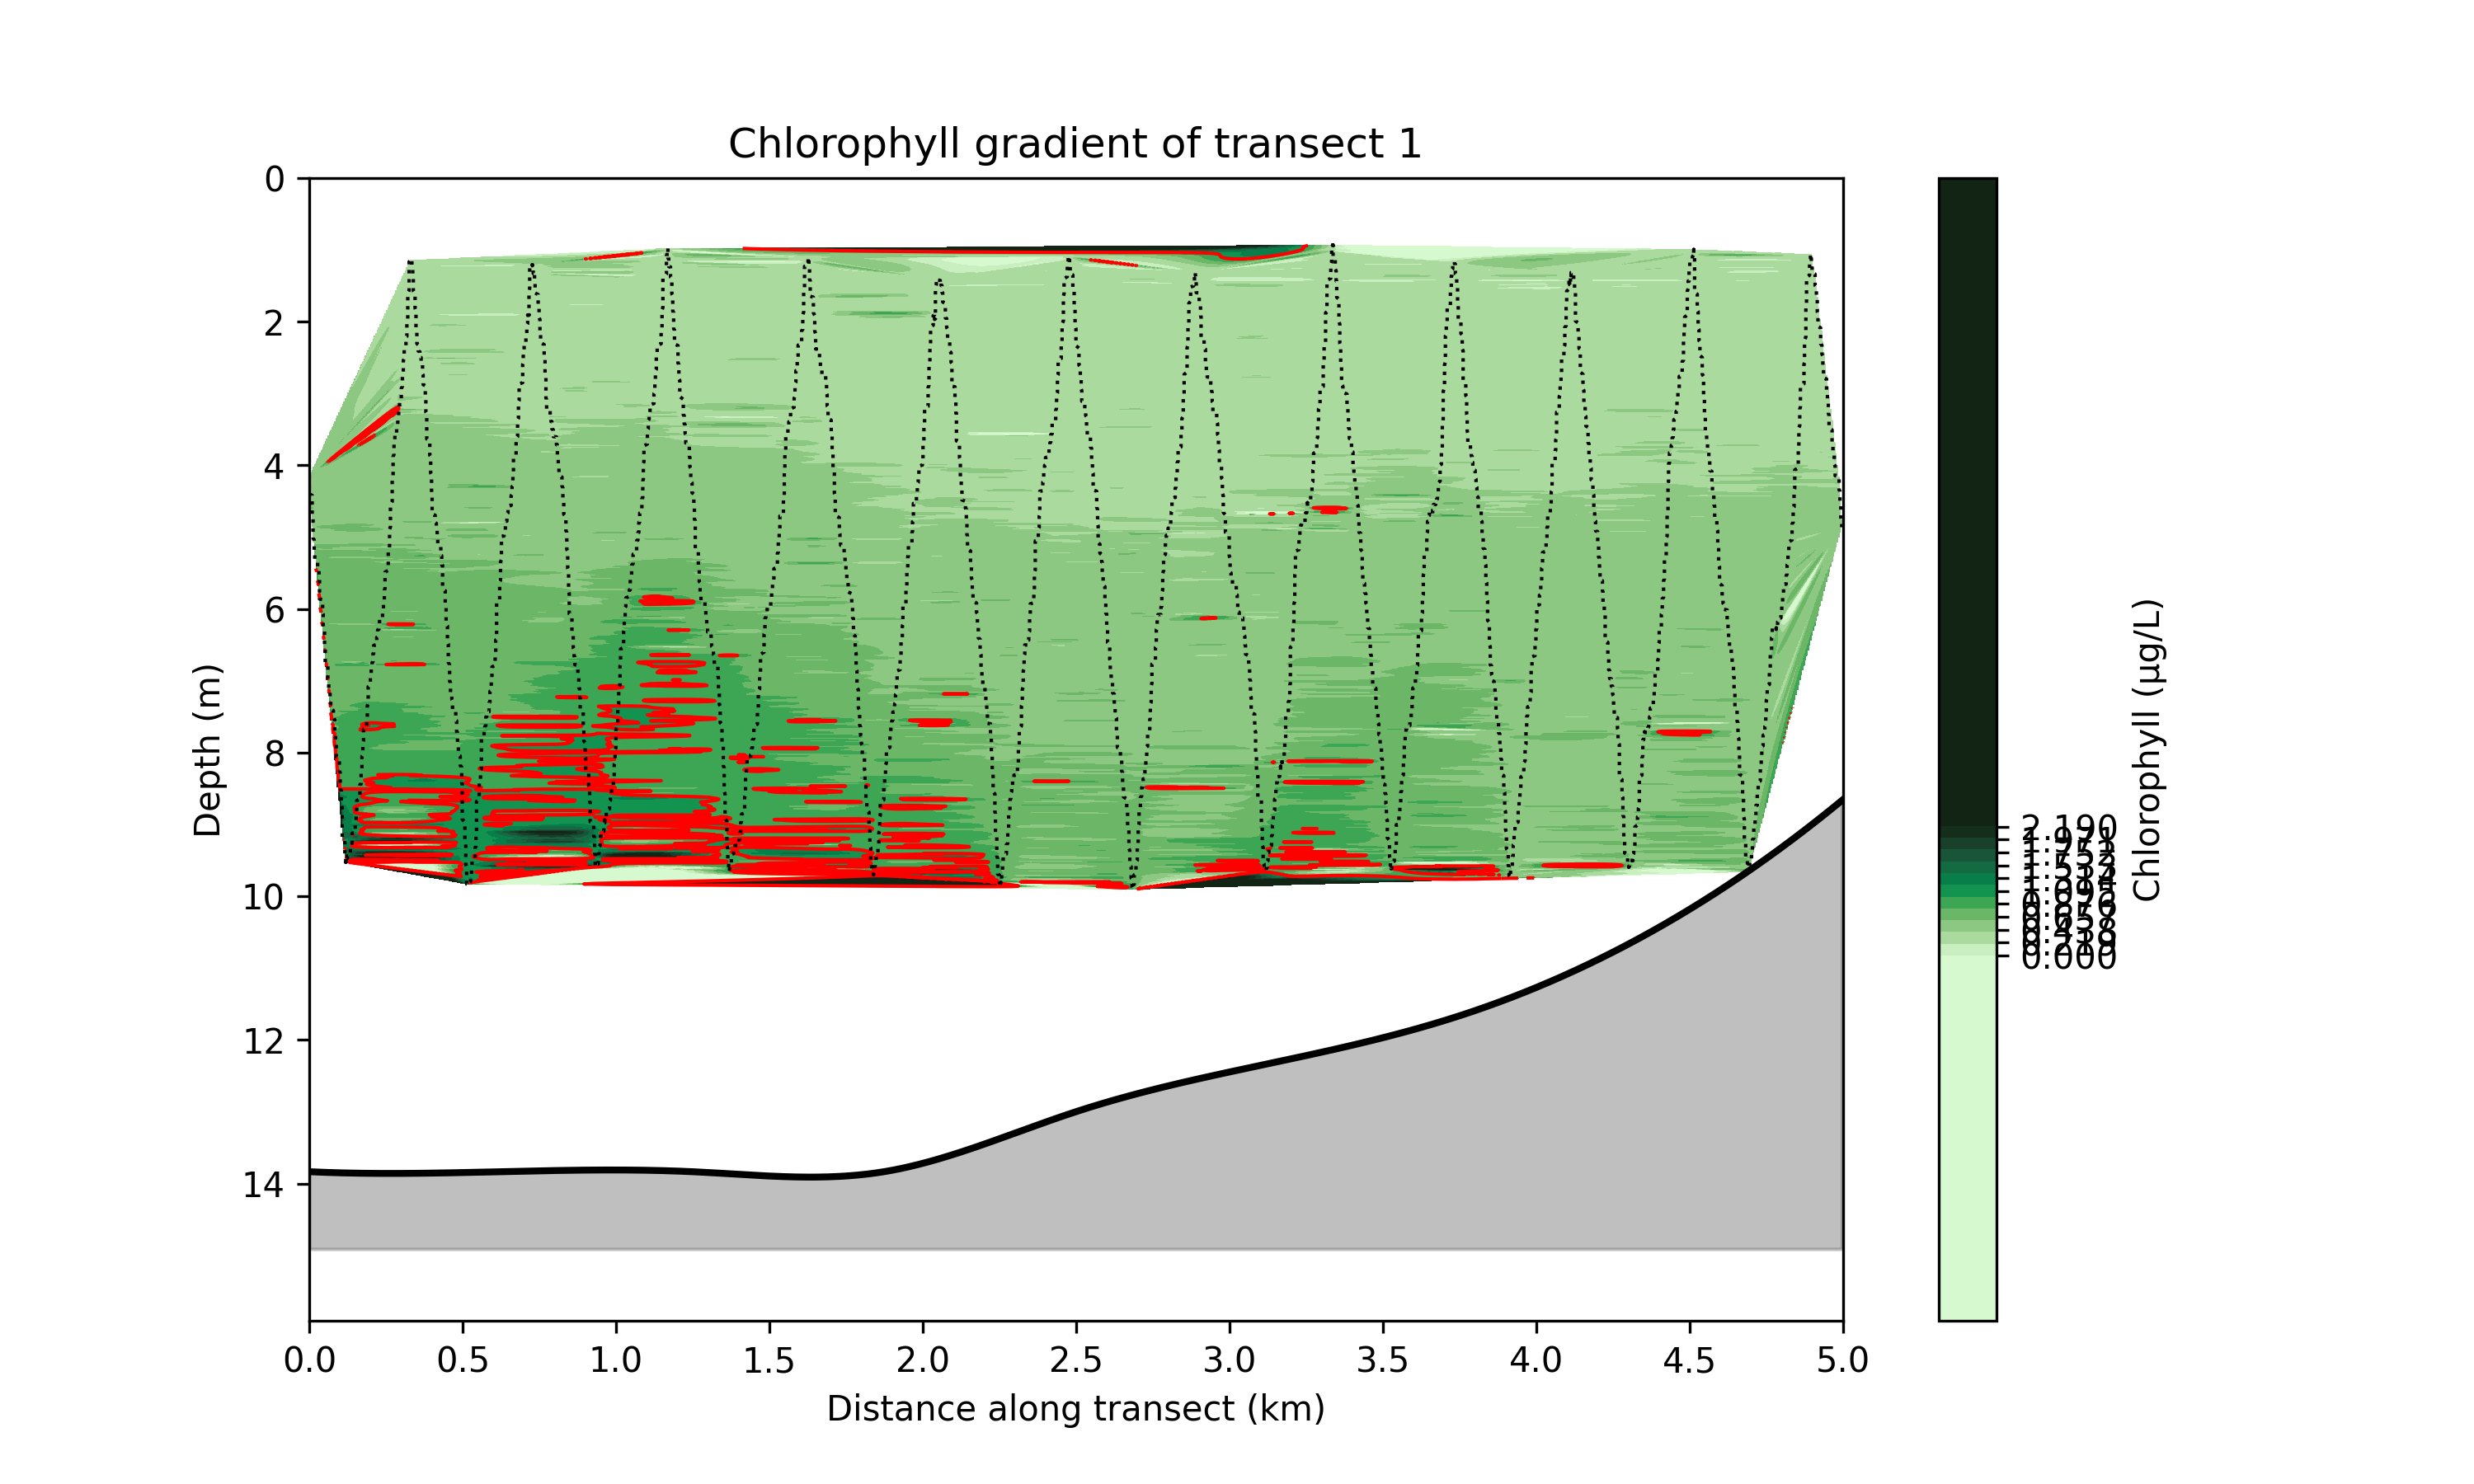 Chlorophyll gradient of transect 1
0
2
4
6
8
10
12
14
Depth (m)
0.0 0.5 1.0 1.5 2.0 2.5 3.0 3.5 4.0 4.5 5.0
Distance along transect (km)
2.190
0.000
Chlorophyll (µg/L)